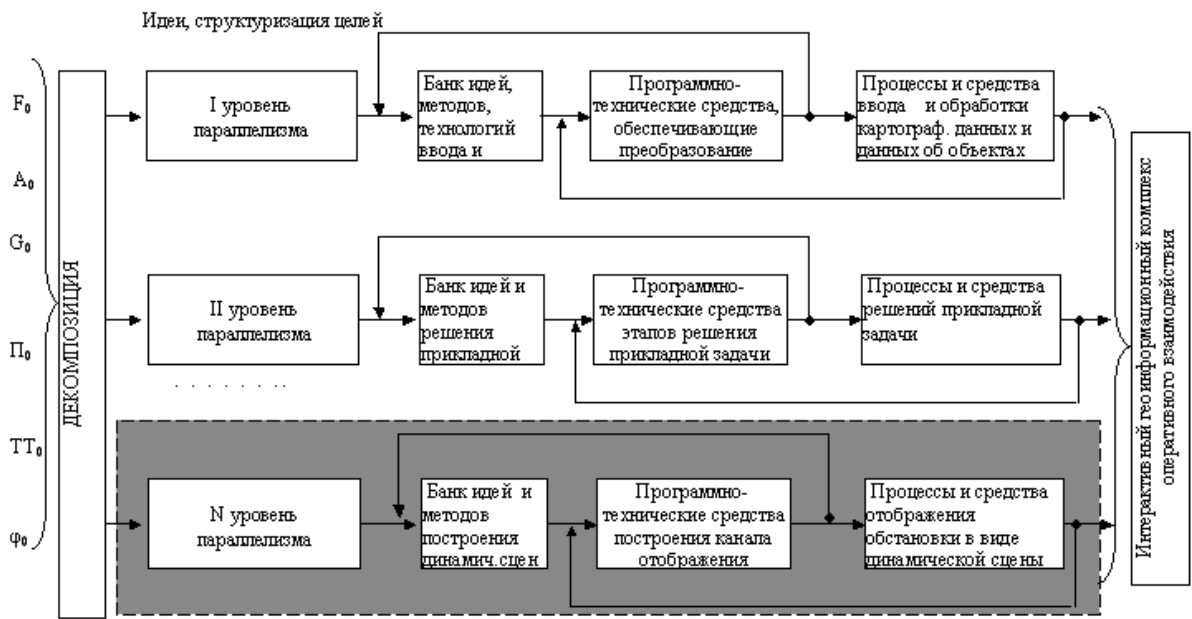 Идеи, структуризация целей
F₀
A₀
G₀
П₀
ТТ₀
φ₀
ДЕКОМПОЗИЦИЯ
I уровень
параллелизма
Банк идей,
методов,
технологий
ввода и
Программно-
технические средства,
обеспечивающие
преобразование
Процессы и средства
ввода и обработки
картограф. данных и
данных об объектах
II уровень
параллелизма
Банк идей и
методов
решения
прикладной
Программно-
технические средства
этапов решения
прикладной задачи
Процессы и средства
решений прикладной
задачи
. . . . . . . .
N уровень
параллелизма
Банк идей и
методов
построения
динамич.сцен
Программно-
технические средства
построения канала
отображения
Процессы и средства
отображения
обстановки в виде
динамической сцены
Интерактивный геоинформационный комплекс
оперативного взаимодействия